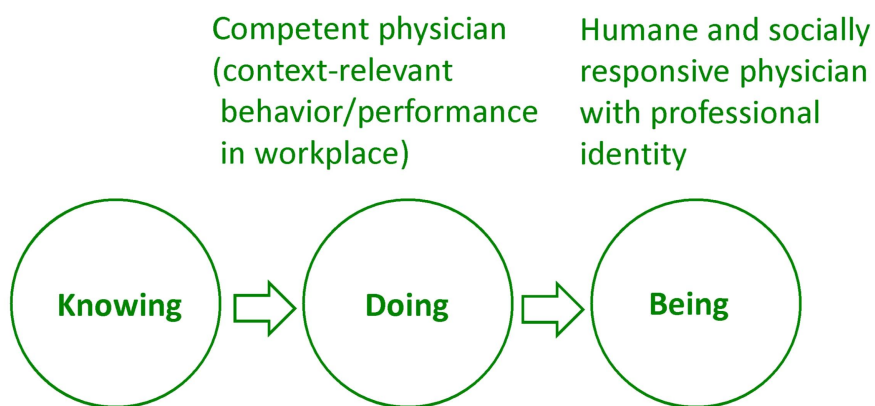 Competent physician
(context-relevant
behavior/performance
in workplace)
Humane and socially
responsive physician
with professional
identity
Knowing
Doing
Being